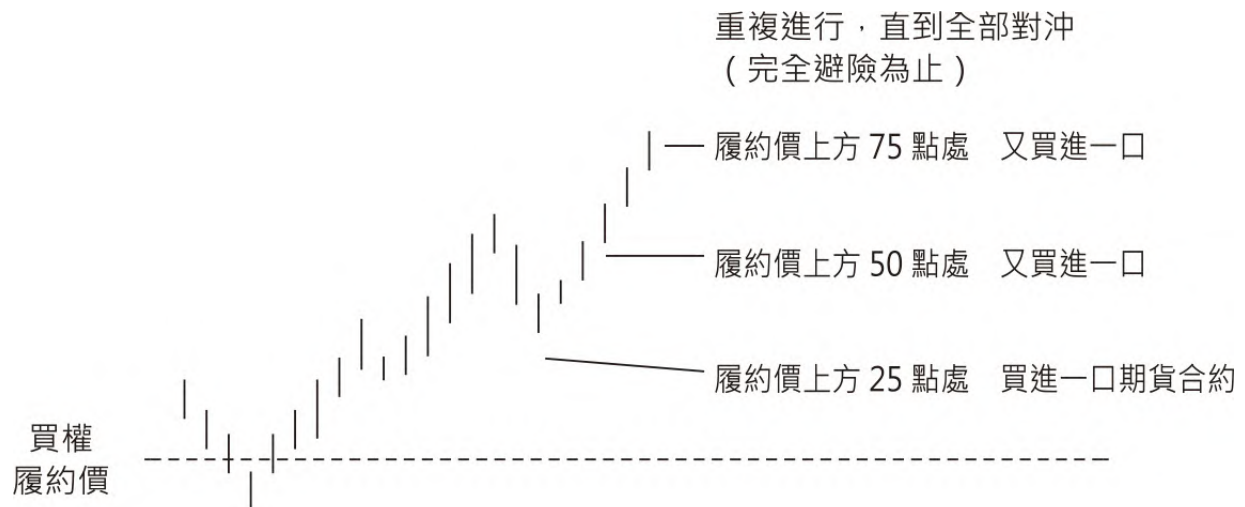 重複進行，直到全部對沖
（完全避險為止）
履約價上方 75 點處　又買進一口
履約價上方 50 點處　又買進一口
履約價上方 25 點處　買進一口期貨合約
買權
履約價